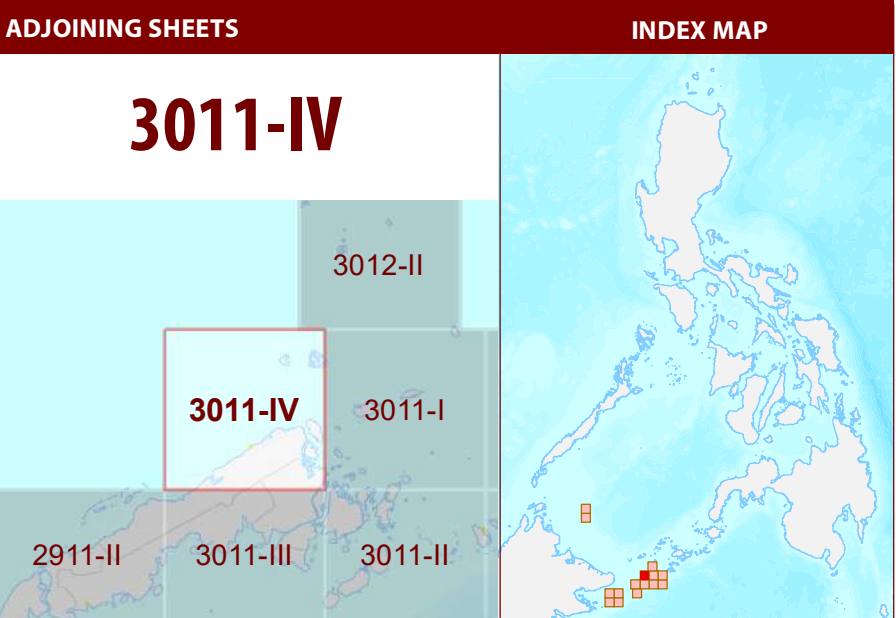 ADJOINING SHEETS
INDEX MAP
3011-IV
3012-II
3011-IV
3011-I
2911-II
3011-III
3011-II